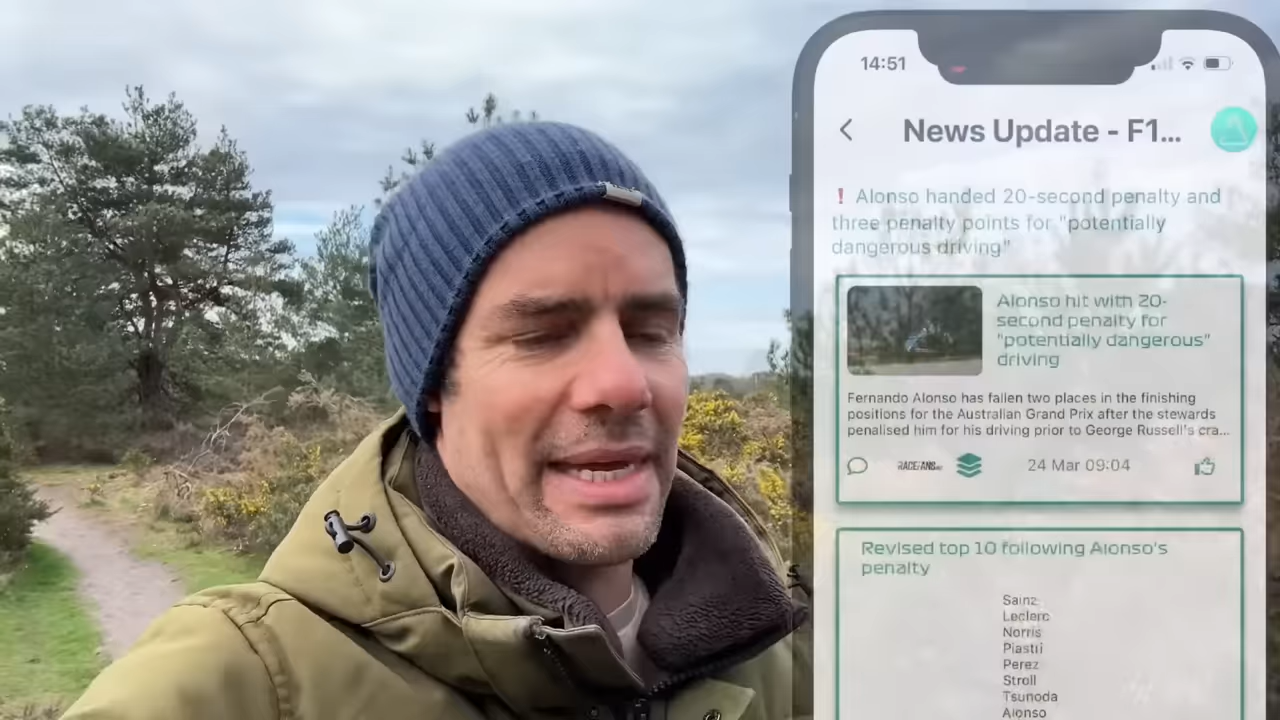 14:51
News Update - F1...
❗ Alonso handed 20-second penalty and
three penalty points for "potentially
dangerous driving"
Alonso hit with 20-
second penalty for
"potentially dangerous"
driving
Fernando Alonso has fallen two places in the finishing
positions for the Australian Grand Prix after the stewards
penalised him for his driving prior to George Russell's cra...
RACEFANS
24 Mar 09:04
Revised top 10 following Alonso's
penalty
Sainz
Leclerc
Norris
Piastri
Perez
Stroll
Tsunoda
Alonso